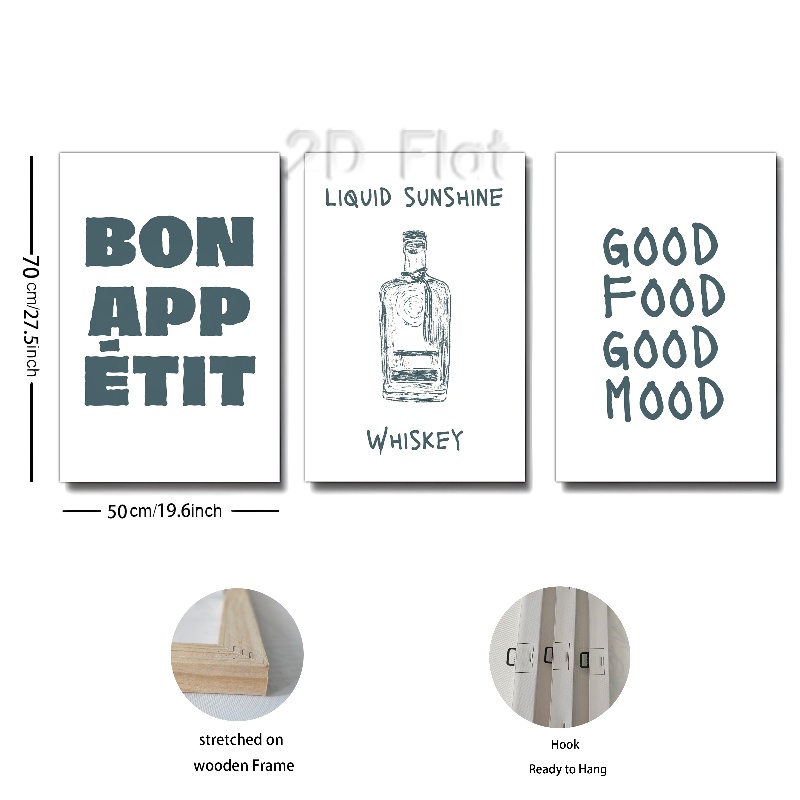 2D Flat
BON
APP
ÉTIT
LIQUID SUNSHINE
WHISKEY
GOOD
FOOD
GOOD
MOOD
70 cm/27.5inch
50cm/19.6inch
stretched on
wooden Frame
Hook
Ready to Hang